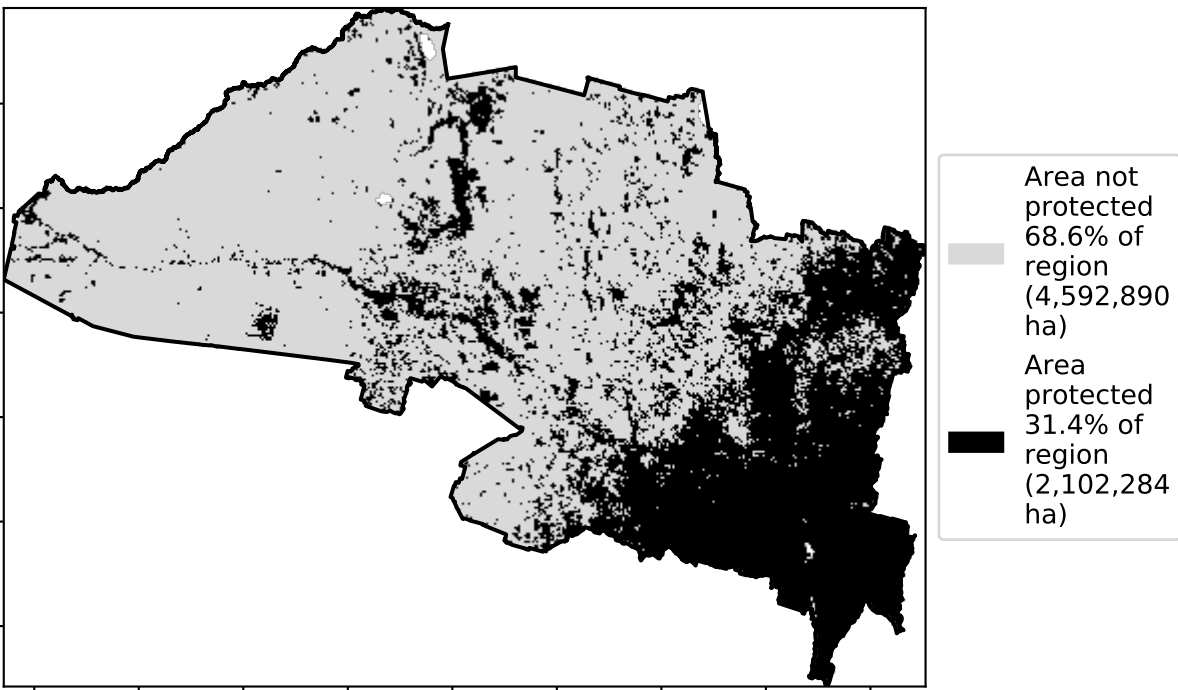 Area not
protected
68.6% of
region
(4,592,890
ha)
Area
protected
31.4% of
region
(2,102,284
ha)